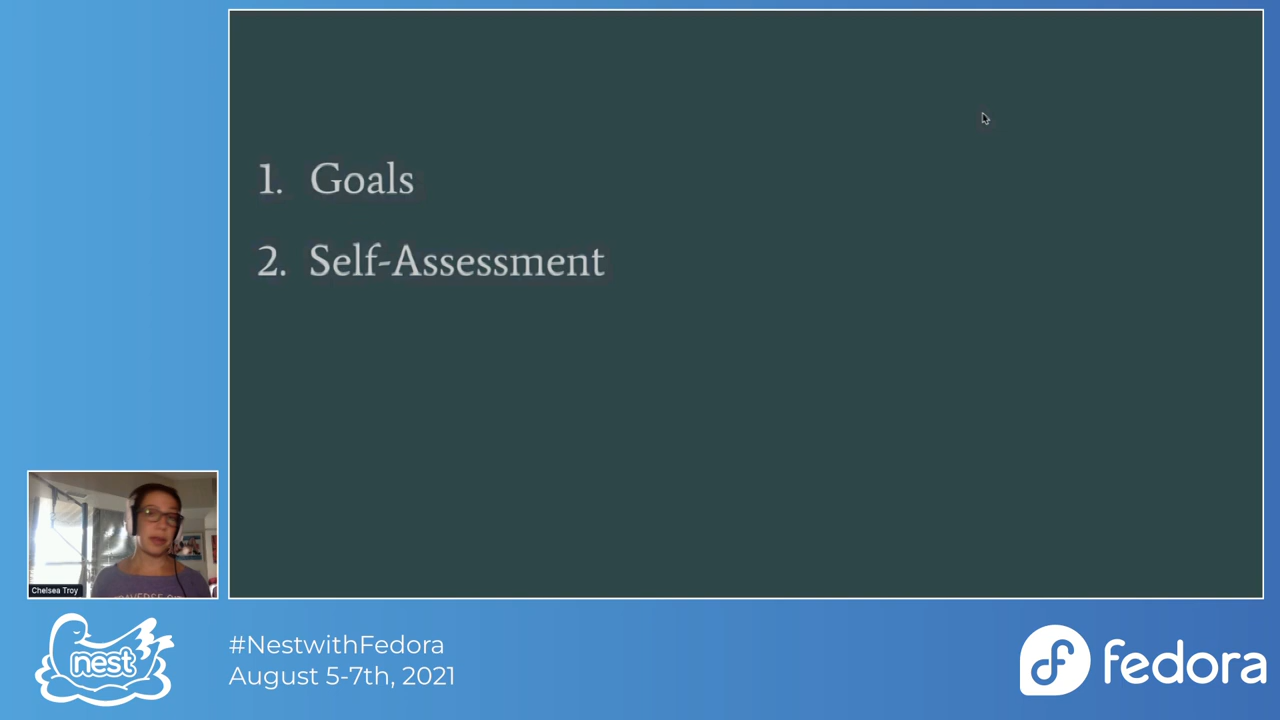 1. Goals
2. Self-Assessment
Chelsea Troy
nest
#NestwithFedora
August 5-7th, 2021
fedora